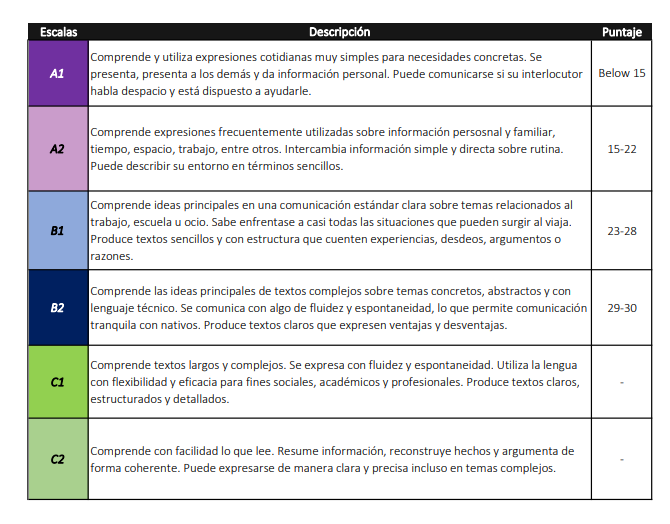 Escalas Descripción Puntaje
A1
Comprende y utiliza expresiones cotidianas muy simples para necesidades concretas. Se
presenta, presenta a los demás y da información personal. Puede comunicarse si su interlocutor
habla despacio y está dispuesto a ayudarle.
Below 15
A2
Comprende expresiones frecuentemente utilizadas sobre información persosnal y familiar,
tiempo, espacio, trabajo, entre otros. Intercambia información simple y directa sobre rutina.
Puede describir su entorno en términos sencillos.
15-22
B1
Comprende ideas principales en una comunicación estándar clara sobre temas relacionados al
trabajo, escuela u ocio. Sabe enfrentase a casi todas las situaciones que pueden surgir al viaja.
Produce textos sencillos y con estructura que cuenten experiencias, desdeos, argumentos o
razones.
23-28
B2
Comprende las ideas principales de textos complejos sobre temas concretos, abstractos y con
lenguaje técnico. Se comunica con algo de fluidez y espontaneidad, lo que permite comunicación
tranquila con nativos. Produce textos claros que expresen ventajas y desventajas.
29-30
C1
Comprende textos largos y complejos. Se expresa con fluidez y espontaneidad. Utiliza la lengua
con flexibilidad y eficacia para fines sociales, académicos y profesionales. Produce textos claros,
estructurados y detallados.
-
C2
Comprende con facilidad lo que lee. Resume información, reconstruye hechos y argumenta de
forma coherente. Puede expresarse de manera clara y precisa incluso en temas complejos.
-